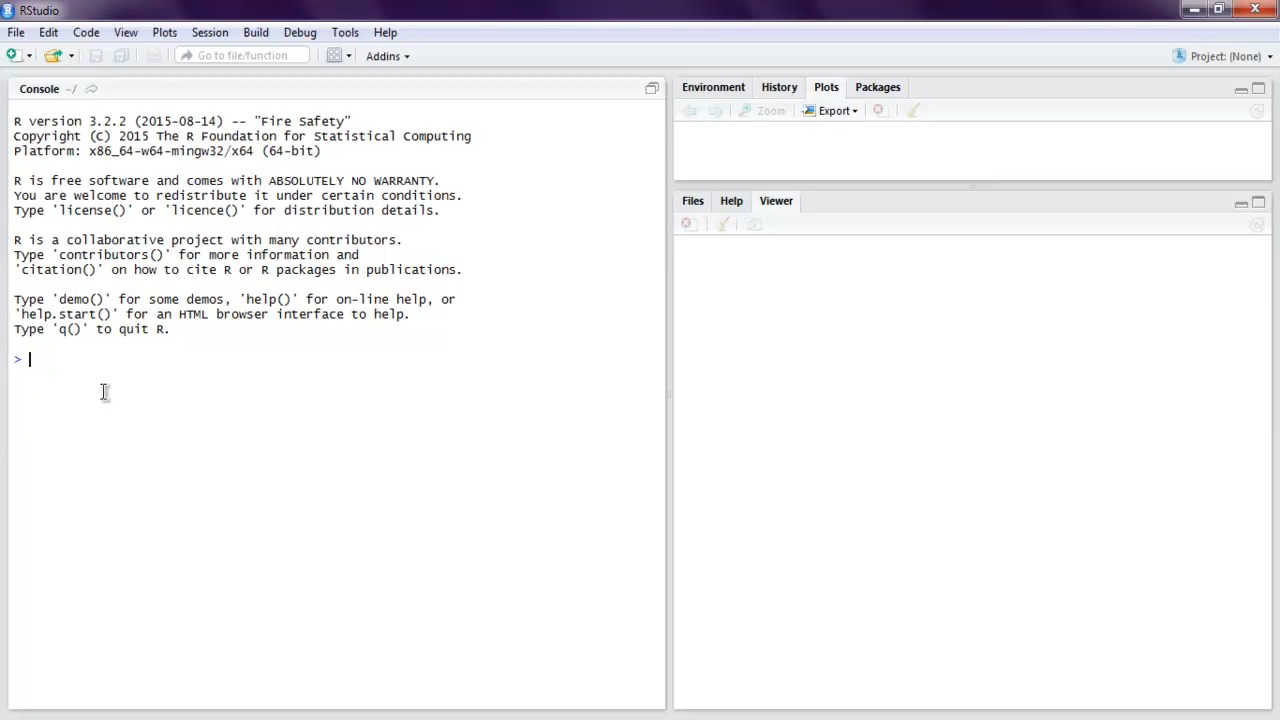 RStudio
File Edit Code View Plots Session Build Debug Tools Help
Go to file/function Addins Project: (None)
Console ~/
R version 3.2.2 (2015-08-14) -- "Fire Safety"
Copyright (C) 2015 The R Foundation for Statistical Computing
Platform: x86_64-w64-mingw32/x64 (64-bit)
R is free software and comes with ABSOLUTELY NO WARRANTY.
You are welcome to redistribute it under certain conditions.
Type 'license()' or 'licence()' for distribution details.
R is a collaborative project with many contributors.
Type 'contributors()' for more information and
'citation()' on how to cite R or R packages in publications.
Type 'demo()' for some demos, 'help()' for on-line help, or
'help.start()' for an HTML browser interface to help.
Type 'q()' to quit R.
>
Environment History Plots Packages
Zoom Export
Files Help Viewer